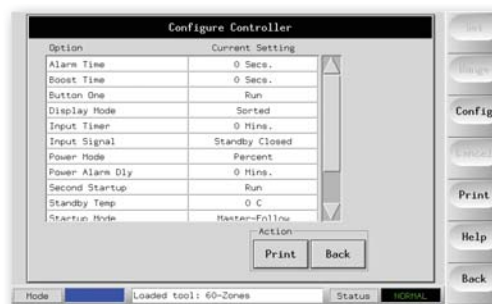 Configure Controller
Option Current Setting
Alarm Time 0 Secs.
Boost Time 0 Secs.
Button One Run
Display Mode Sorted
Input Timer 0 Mins.
Input Signal Standby Closed
Power Mode Percent
Power Alarm Dly 0 Mins.
Second Startup Run
Standby Temp 0 C
Startup Mode Master-Follow
Action
Print Back
Set
Range
Config
Cancel
Print
Help
Back
Mode Loaded tool: 60-Zones Status NORMAL